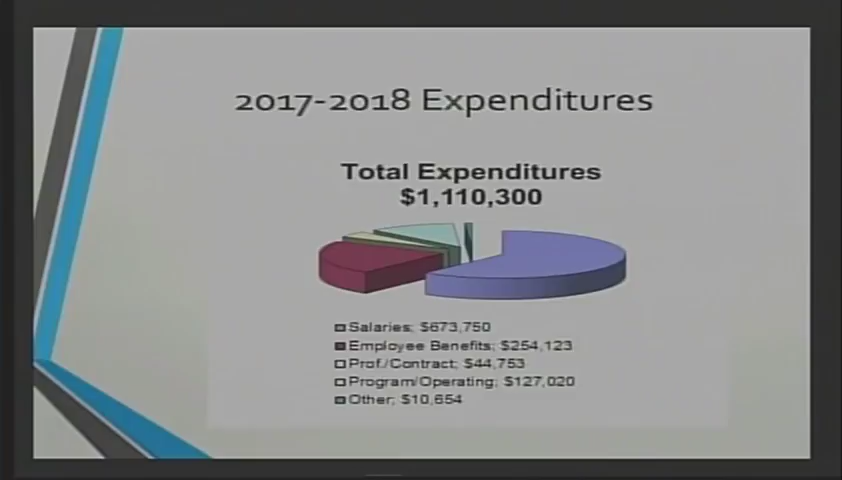 2017-2018 Expenditures
Total Expenditures
$1,110,300
Salaries; $673,750
Employee Benefits; $254,123
Prof./Contract; $44,753
Program/Operating; $127,020
Other; $10,654